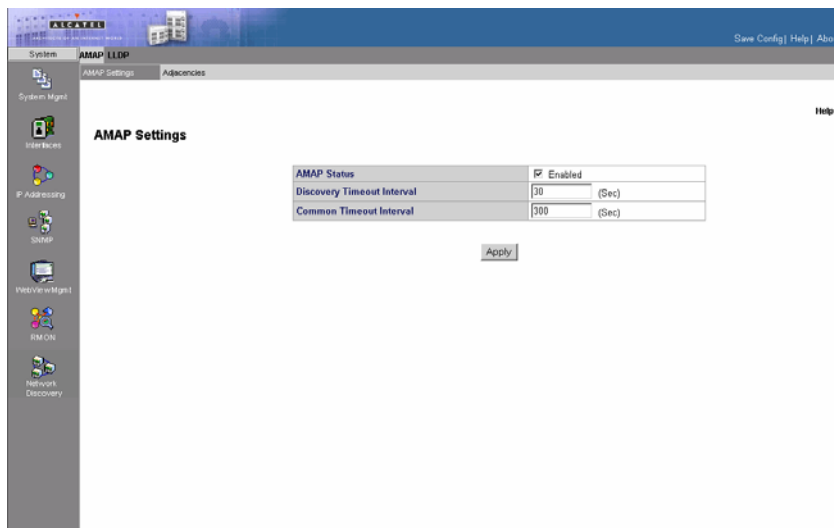 ALCATEL
Save Config| Help| Abo
System
AMAP LLDP
AMAP Settings Adjacencies
System Mgmt
Help
AMAP Settings
Interfaces
AMAP Status Enabled
Discovery Timeout Interval 30 (Sec)
Common Timeout Interval 300 (Sec)
IP Addressing
SNMP
Apply
WebViewMgmt
RMON
Network
Discovery